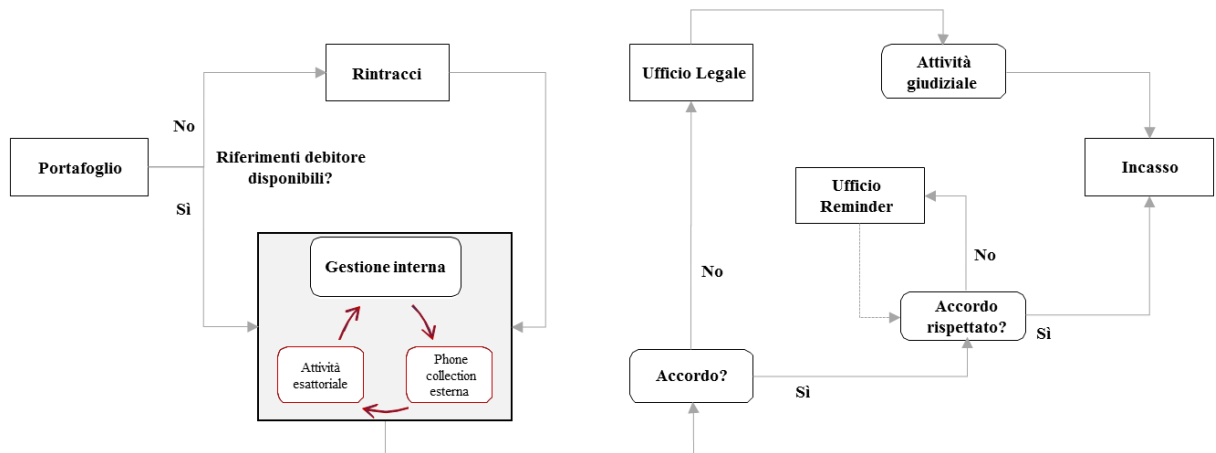 Rintracci
No
Portafoglio
Riferimenti debitore
disponibili?
Sì
Gestione interna
Attività
esattoriale
Phone
collection
esterna
Ufficio Legale
Attività
giudiziale
Incasso
Ufficio
Reminder
No
No
Accordo
rispettato?
Sì
Accordo?
Sì